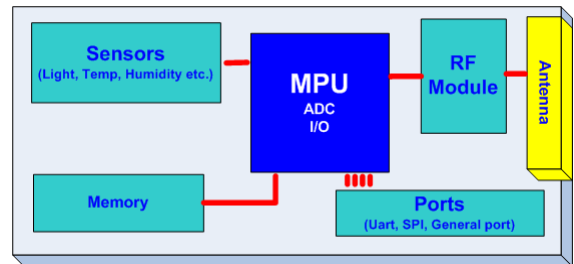 Sensors
(Light, Temp, Humidity etc.)
MPU
ADC
I/O
RF
Module
Antenna
Memory
Ports
(Uart, SPI, General port)